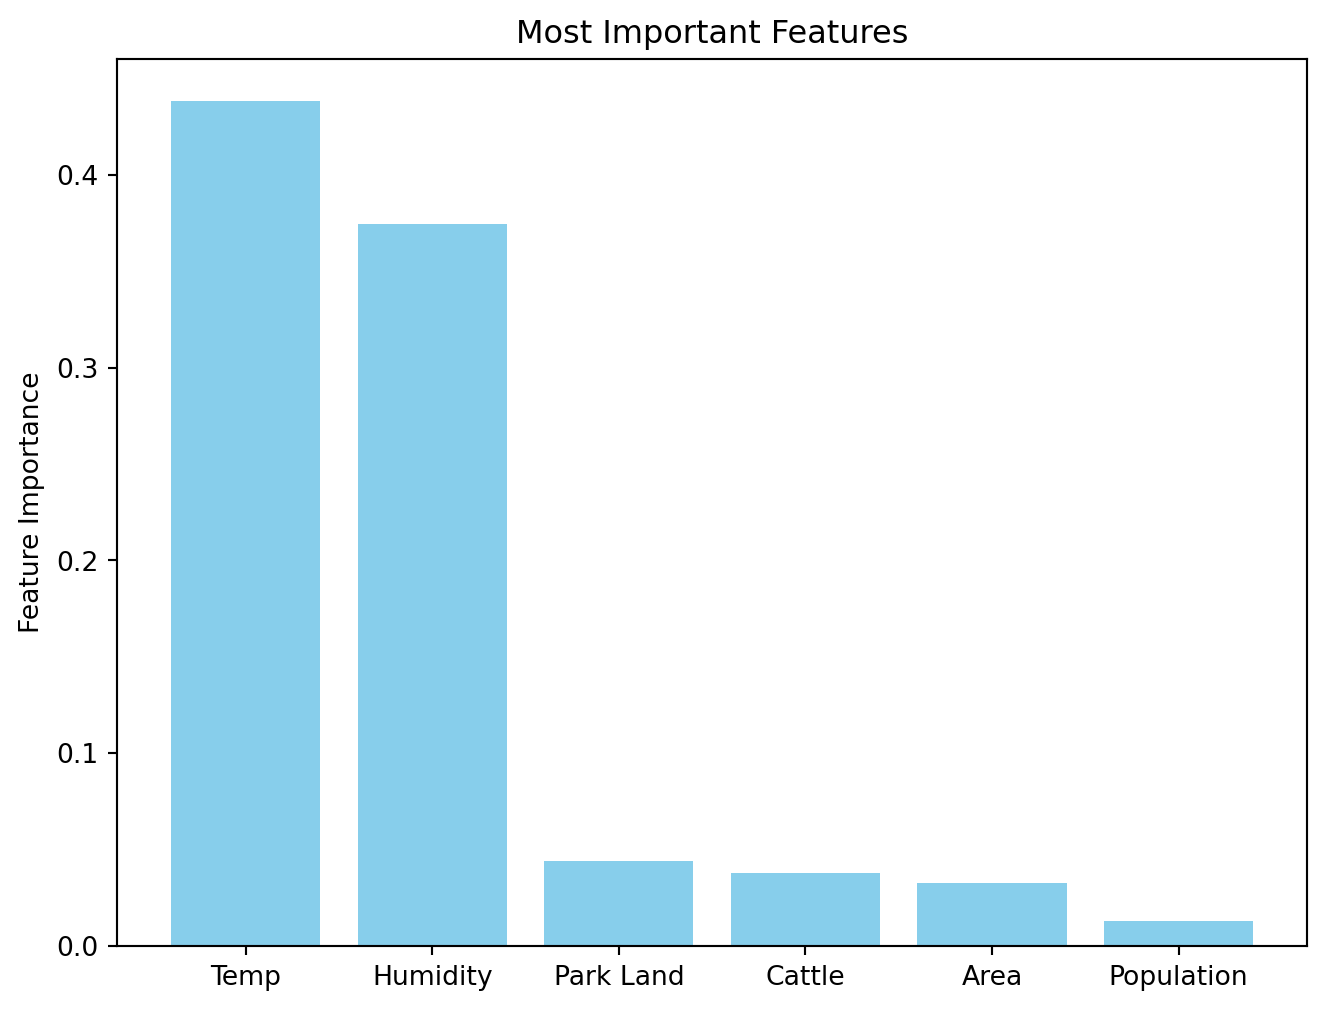 Most Important Features
Feature Importance
0.4
0.3
0.2
0.1
0.0
Temp Humidity Park Land Cattle Area Population